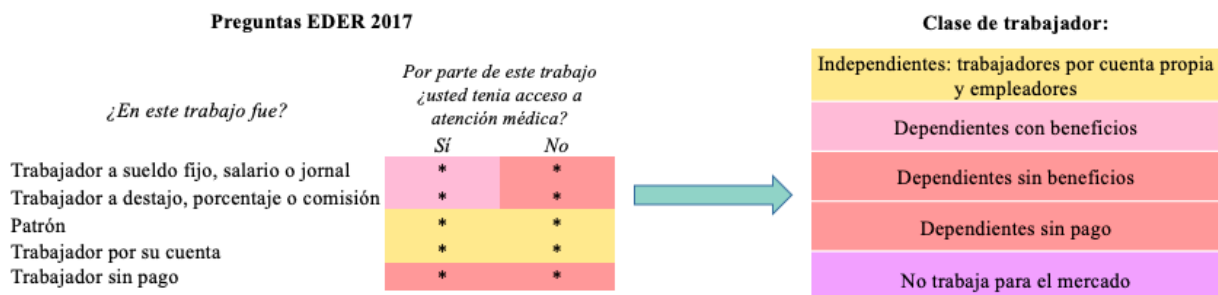 Preguntas EDER 2017
¿En este trabajo fue?
Por parte de este trabajo
¿usted tenia acceso a
atención médica?
Sí No
Trabajador a sueldo fijo, salario o jornal * *
Trabajador a destajo, porcentaje o comisión * *
Patrón * *
Trabajador por su cuenta * *
Trabajador sin pago * *
Clase de trabajador:
Independientes: trabajadores por cuenta propia
y empleadores
Dependientes con beneficios
Dependientes sin beneficios
Dependientes sin pago
No trabaja para el mercado